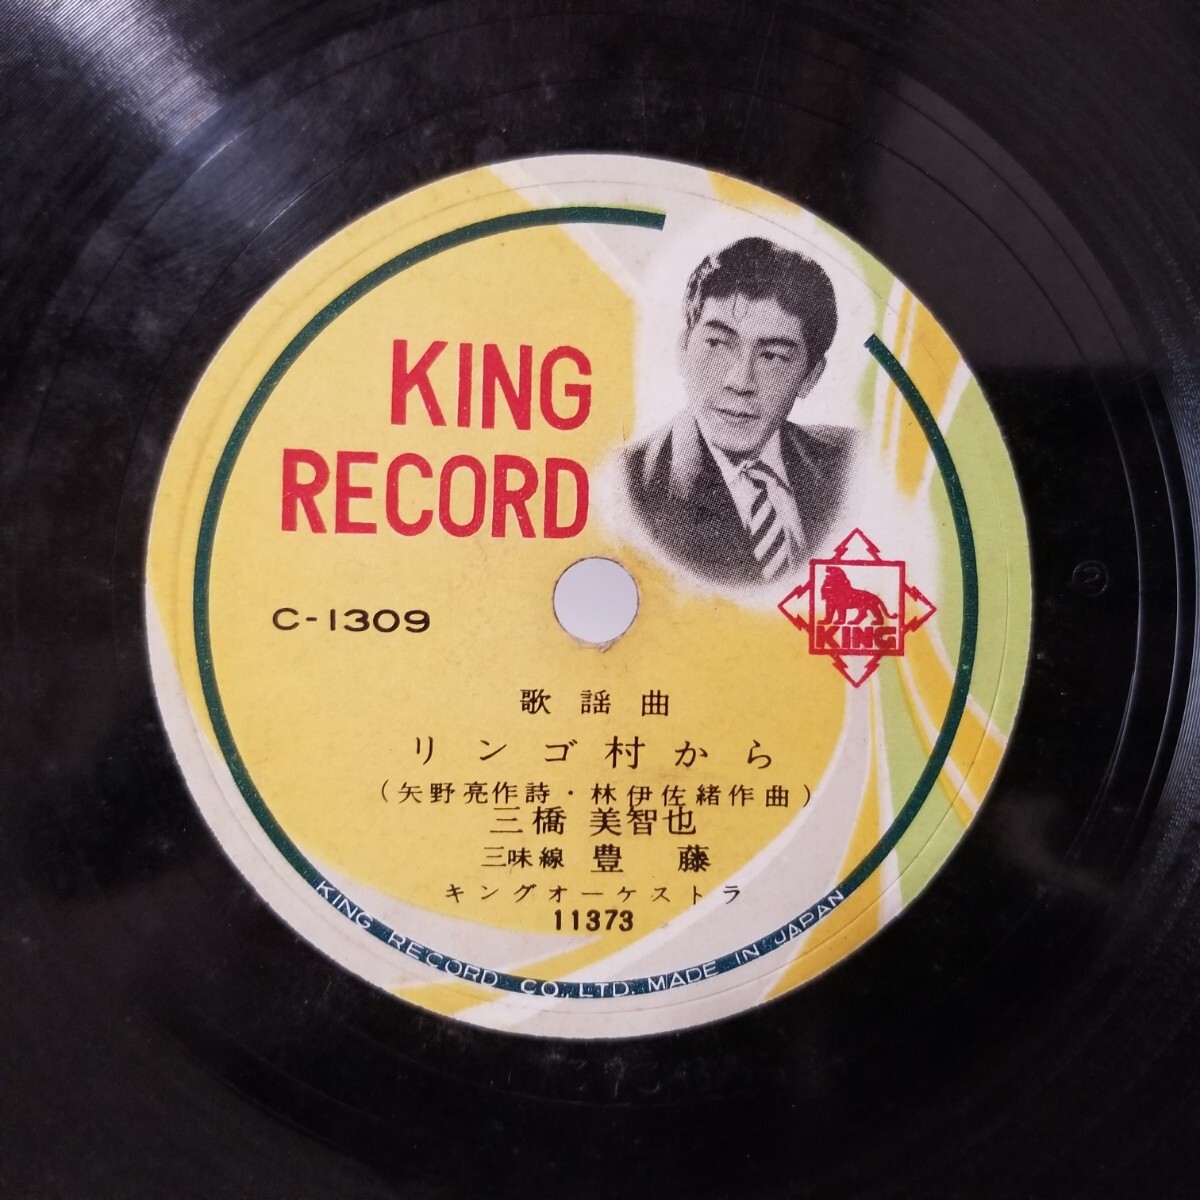 KING
RECORD
C-1309
KING
歌謡曲
リンゴ村から
(矢野亮作詩・林伊佐緒作曲)
三橋美智也
三味線 豊藤
キングオーケストラ
11373
KING RECORD CO., LTD. MADE IN JAPAN